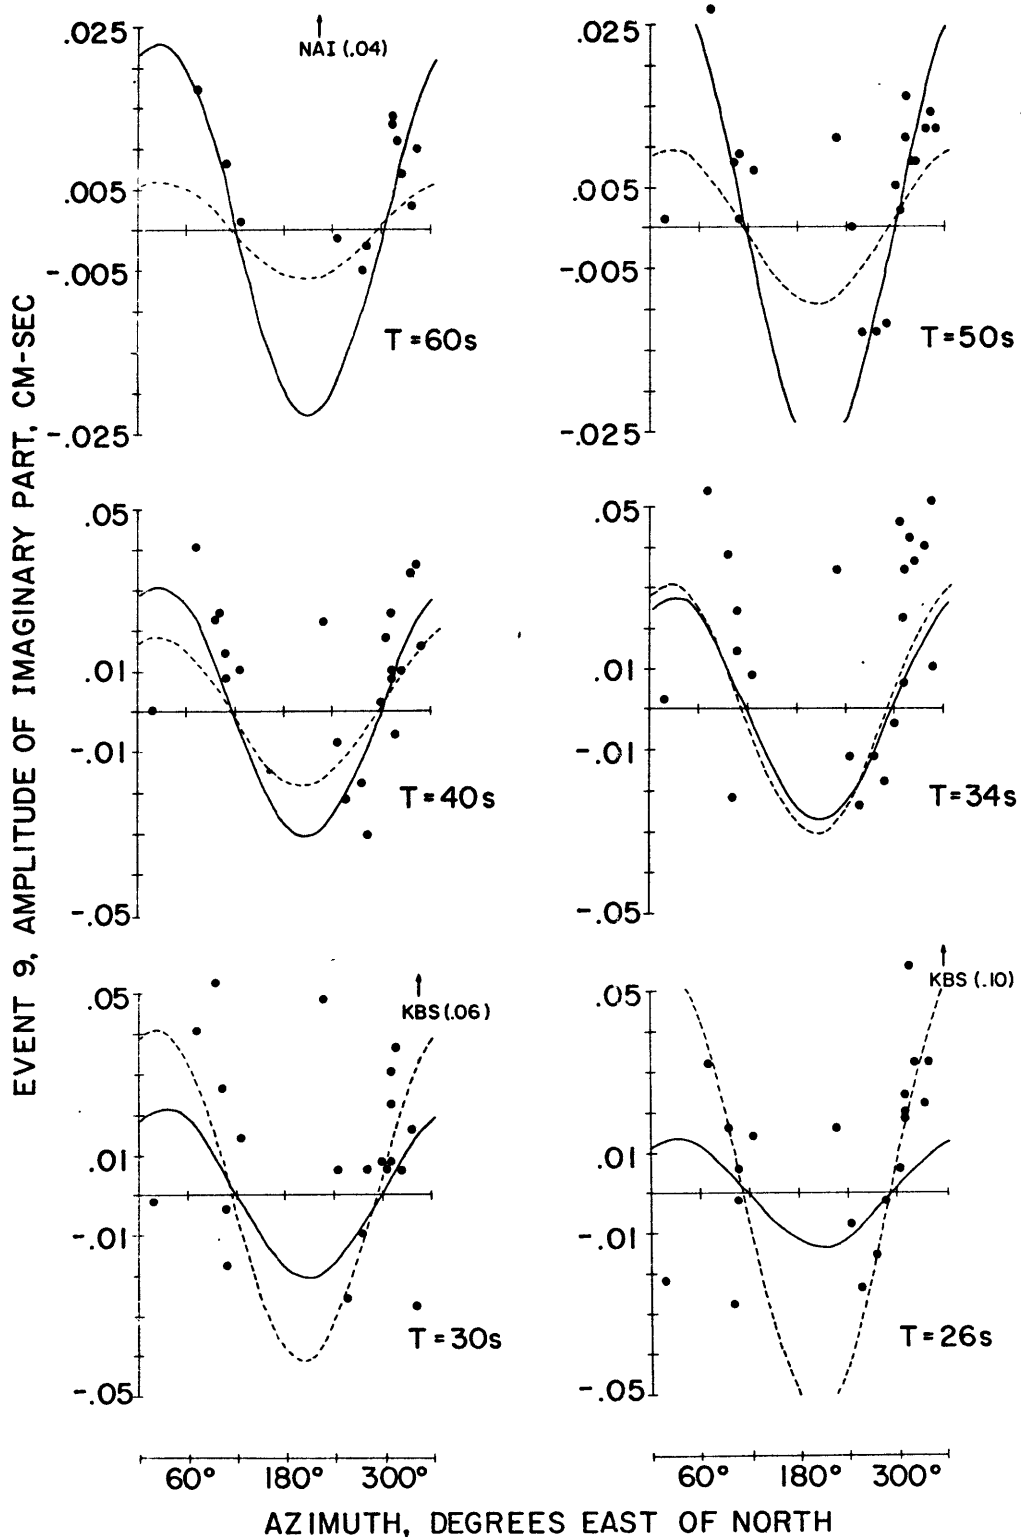 EVENT 9, AMPLITUDE OF IMAGINARY PART, CM-SEC
.025
.005
-.005
-.025
NAI (.04)
T=60s
.025
.005
-.005
-.025
T=50s
.05
.01
-.01
-.05
T=40s
.05
.01
-.01
-.05
T=34s
.05
.01
-.01
-.05
KBS (.06)
T=30s
.05
.01
-.01
-.05
KBS (.10)
T=26s
60° 180° 300°
60° 180° 300°
AZIMUTH, DEGREES EAST OF NORTH